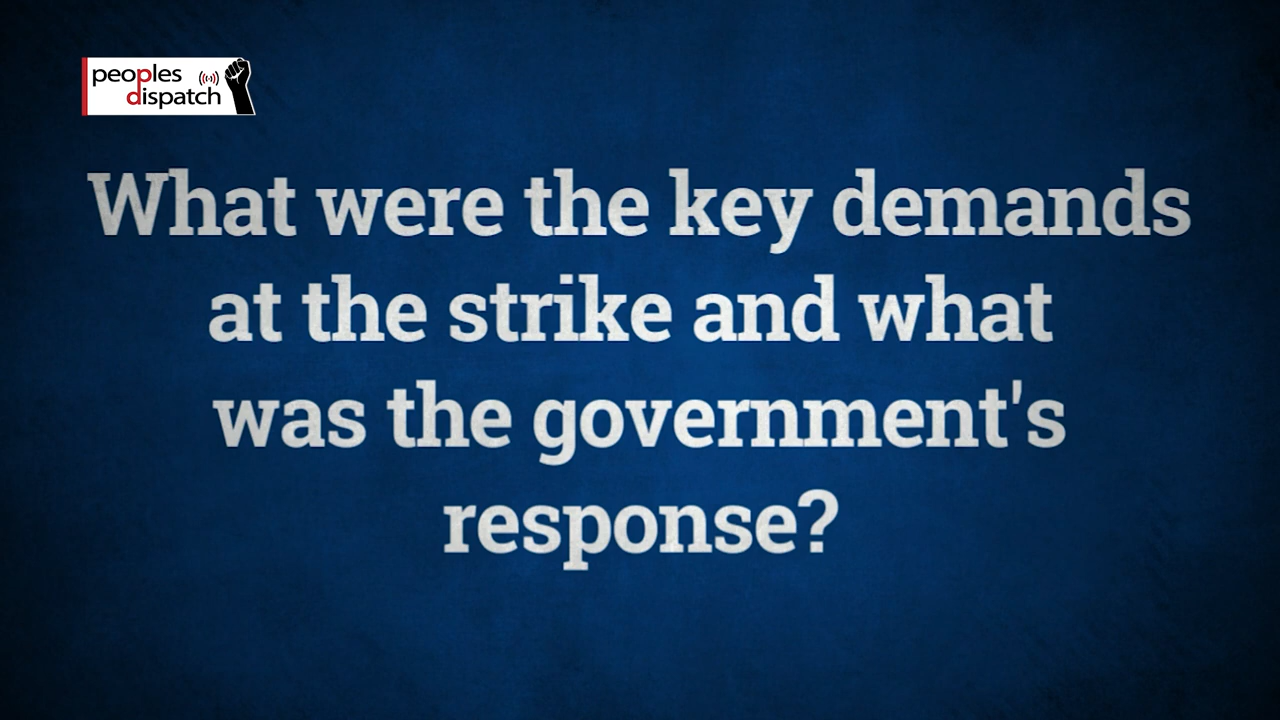 peoples
dispatch
What were the key demands
at the strike and what
was the government's
response?